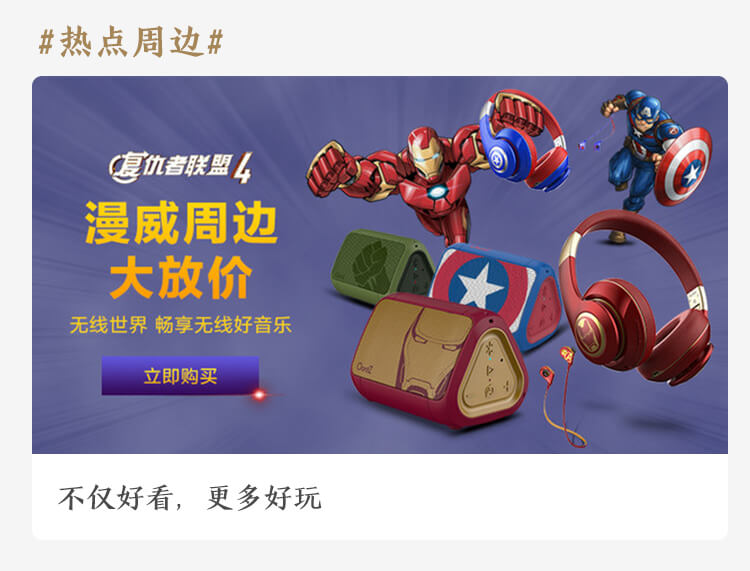 #热点周边#
复仇者联盟4
漫威周边
大放价
无线世界 畅享无线好音乐
立即购买
不仅好看，更多好玩